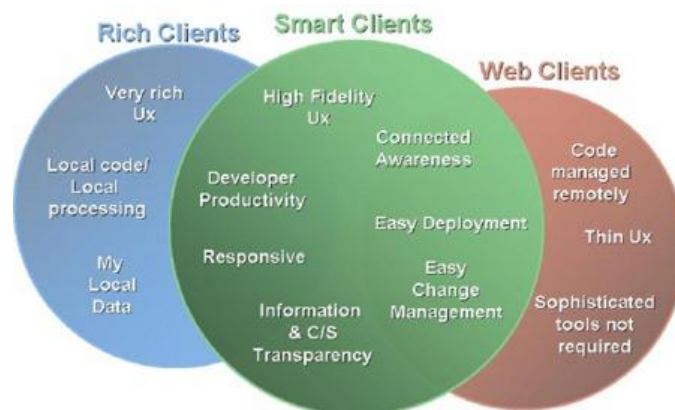 Rich Clients
Smart Clients
Web Clients
Very rich
Ux
Local code/
Local
processing
My
Local
Data
High Fidelity
Ux
Developer
Productivity
Responsive
Information
& C/S
Transparency
Connected
Awareness
Easy Deployment
Easy
Change
Management
Code
managed
remotely
Thin Ux
Sophisticated
tools not
required